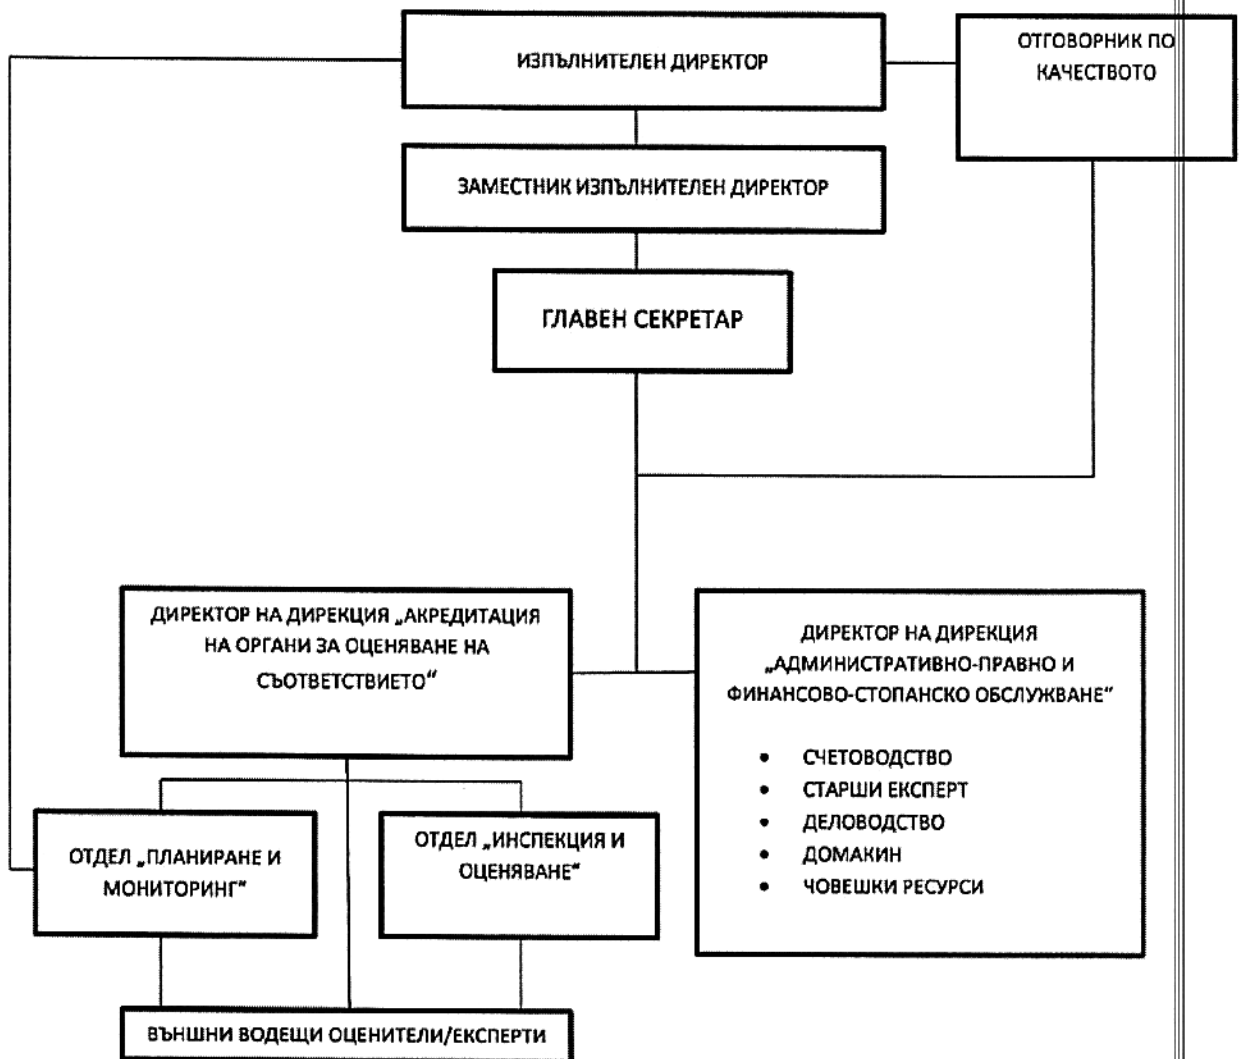 ИЗПЪЛНИТЕЛЕН ДИРЕКТОР
ОТГОВОРНИК ПО
КАЧЕСТВОТО
ЗАМЕСТНИК ИЗПЪЛНИТЕЛЕН ДИРЕКТОР
ГЛАВЕН СЕКРЕТАР
ДИРЕКТОР НА ДИРЕКЦИЯ „АКРЕДИТАЦИЯ
НА ОРГАНИ ЗА ОЦЕНЯВАНЕ НА
СЪОТВЕТСТВИЕТО“
ДИРЕКТОР НА ДИРЕКЦИЯ
„АДМИНИСТРАТИВНО-ПРАВНО И
ФИНАНСОВО-СТОПАНСКО ОБСЛУЖВАНЕ“
• СЧЕТОВОДСТВО
• СТАРШИ ЕКСПЕРТ
• ДЕЛОВОДСТВО
• ДОМАКИН
• ЧОВЕШКИ РЕСУРСИ
ОТДЕЛ „ПЛАНИРАНЕ И
МОНИТОРИНГ“
ОТДЕЛ „ИНСПЕКЦИЯ И
ОЦЕНЯВАНЕ“
ВЪНШНИ ВОДЕЩИ ОЦЕНИТЕЛИ/ЕКСПЕРТИ